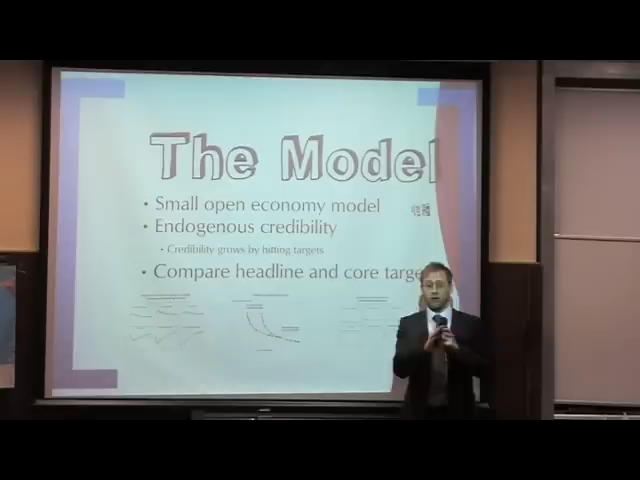 The Model
• Small open economy model
• Endogenous credibility
• Credibility grows by hitting targets
• Compare headline and core targe